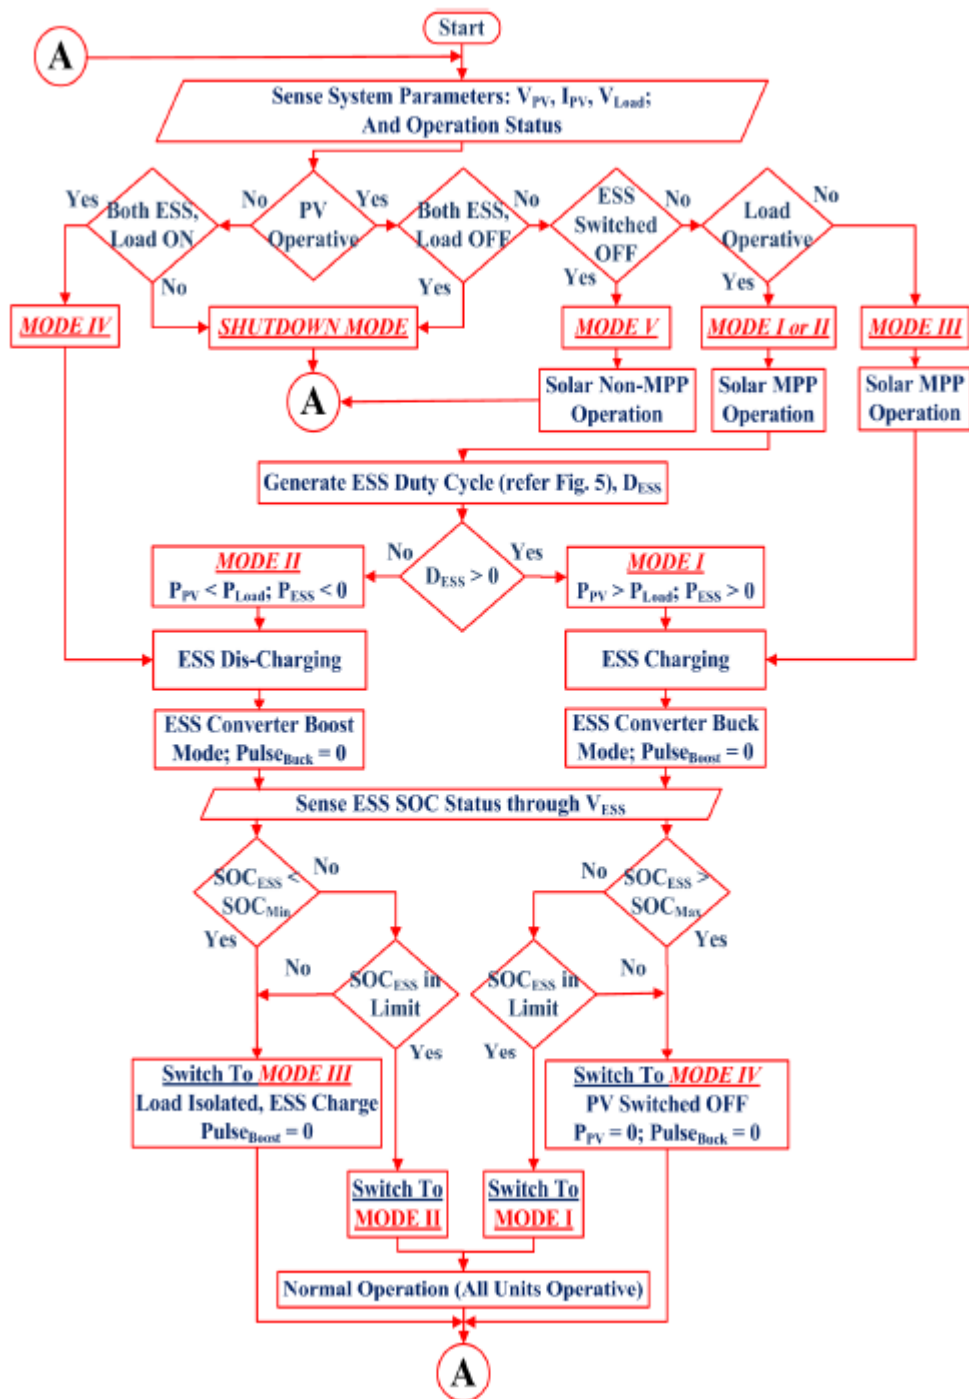 Start
A
Sense System Parameters: V_PV, I_PV, V_Load;
And Operation Status
Yes
Both ESS,
Load ON
No
No
PV
Operative
Yes
Both ESS,
Load OFF
No
Yes
ESS
Switched
OFF
No
Yes
Load
Operative
No
Yes
MODE IV
SHUTDOWN MODE
MODE V
MODE I or II
MODE III
A
Solar Non-MPP
Operation
Solar MPP
Operation
Solar MPP
Operation
Generate ESS Duty Cycle (refer Fig. 5), D_ESS
No
D_ESS > 0
Yes
MODE II
P_PV < P_Load; P_ESS < 0
MODE I
P_PV > P_Load; P_ESS > 0
ESS Dis-Charging
ESS Charging
ESS Converter Boost
Mode; Pulse_Buck = 0
ESS Converter Buck
Mode; Pulse_Boost = 0
Sense ESS SOC Status through V_ESS
SOC_ESS <
SOC_Min
No
Yes
No
SOC_ESS >
SOC_Max
Yes
No
SOC_ESS in
Limit
Yes
SOC_ESS in
Limit
No
Yes
Switch To MODE III
Load Isolated, ESS Charge
Pulse_Boost = 0
Switch To MODE IV
PV Switched OFF
P_PV = 0; Pulse_Buck = 0
Switch To
MODE II
Switch To
MODE I
Normal Operation (All Units Operative)
A